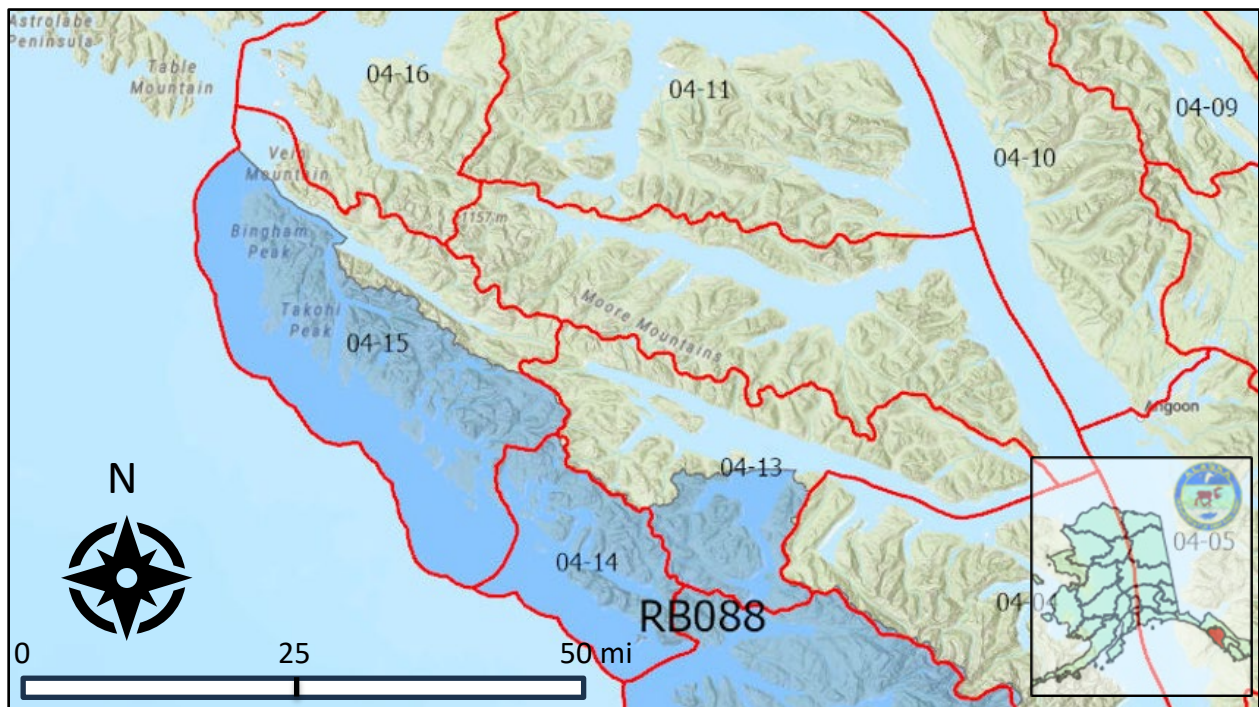 Astrolabe
Peninsula
Table
Mountain
04-16
04-11
04-09
04-10
Mountain
1157 m
Bingham
Peak
Takohi
Peak
04-15
Moore Mountains
Angoon
04-13
N
04-14
RB088
04-05
0
25
50 mi